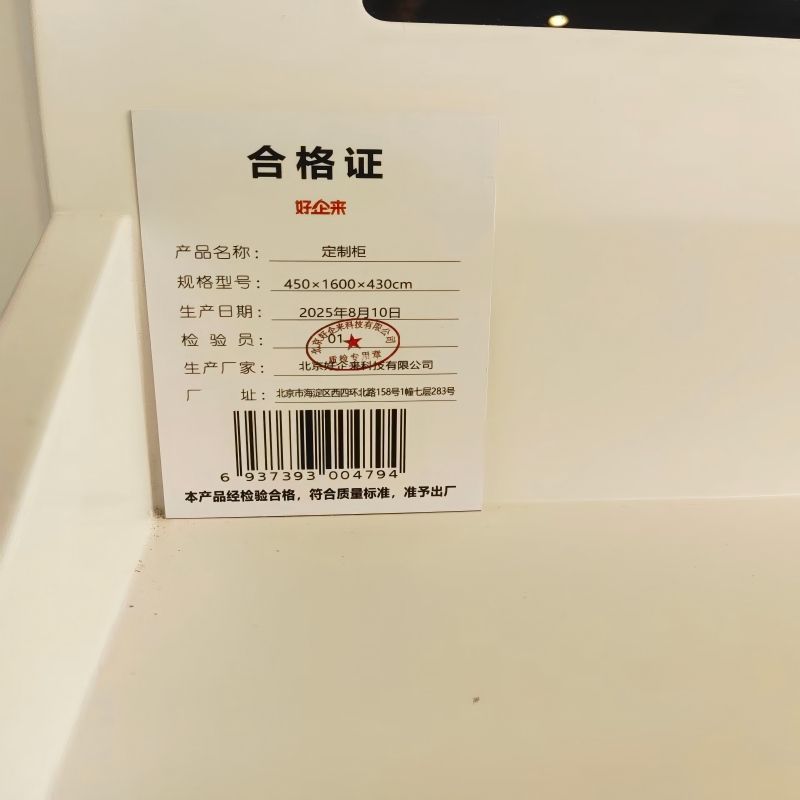 合格证
好企来
产品名称：定制柜
规格型号：450×1600×430cm
生产日期：2025年8月10日
检 验 员：01
北京好企来科技有限公司
质检专用章
生产厂家：北京好企来科技有限公司
厂 址：北京市海淀区西四环北路158号1幢七层283号
6 937393 004794
本产品经检验合格，符合质量标准，准予出厂